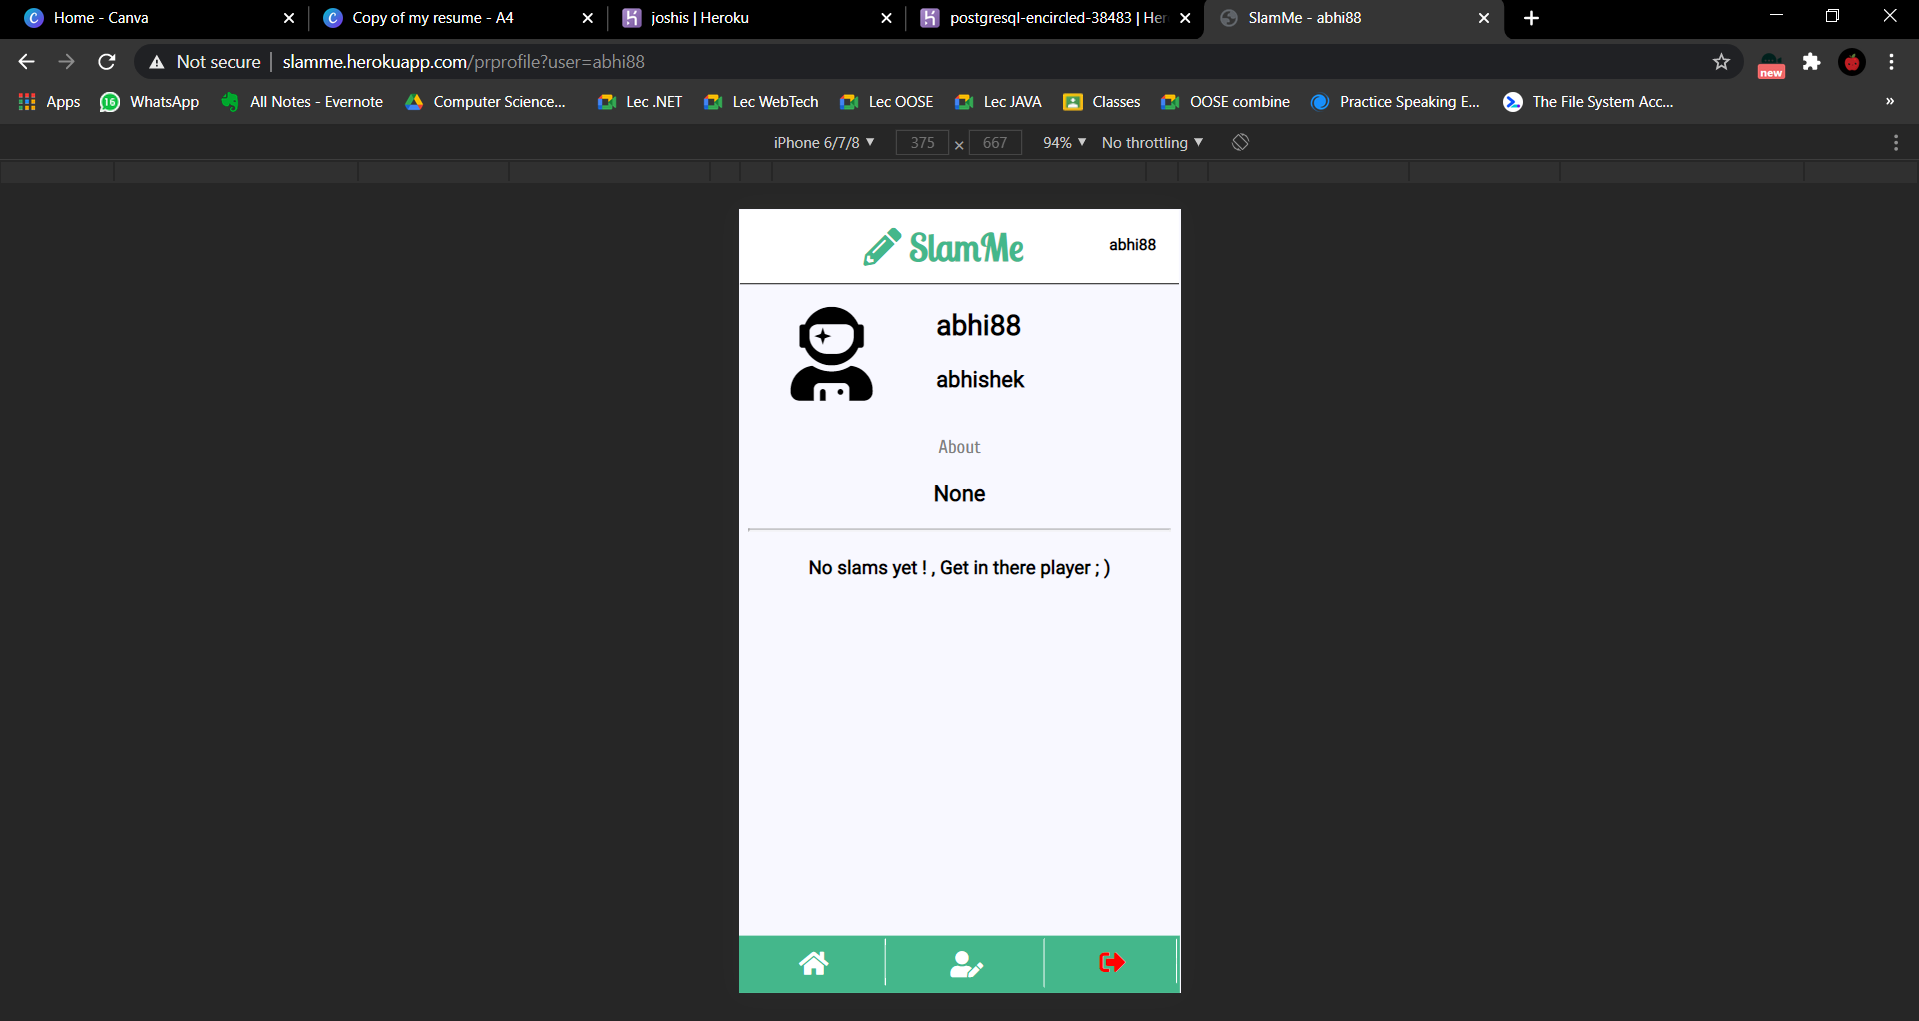 Home - Canva
Copy of my resume - A4
joshis | Heroku
postgresql-encircled-38483 | Her
SlamMe - abhi88
Not secure
slamme.herokuapp.com/prprofile?user=abhi88
new
Apps
16
WhatsApp
All Notes - Evernote
Computer Science...
Lec .NET
Lec WebTech
Lec OOSE
Lec JAVA
Classes
OOSE combine
Practice Speaking E...
The File System Acc...
»
iPhone 6/7/8
375
×
667
94%
No throttling
SlamMe
abhi88
abhi88
abhishek
About
None
No slams yet ! , Get in there player ; )